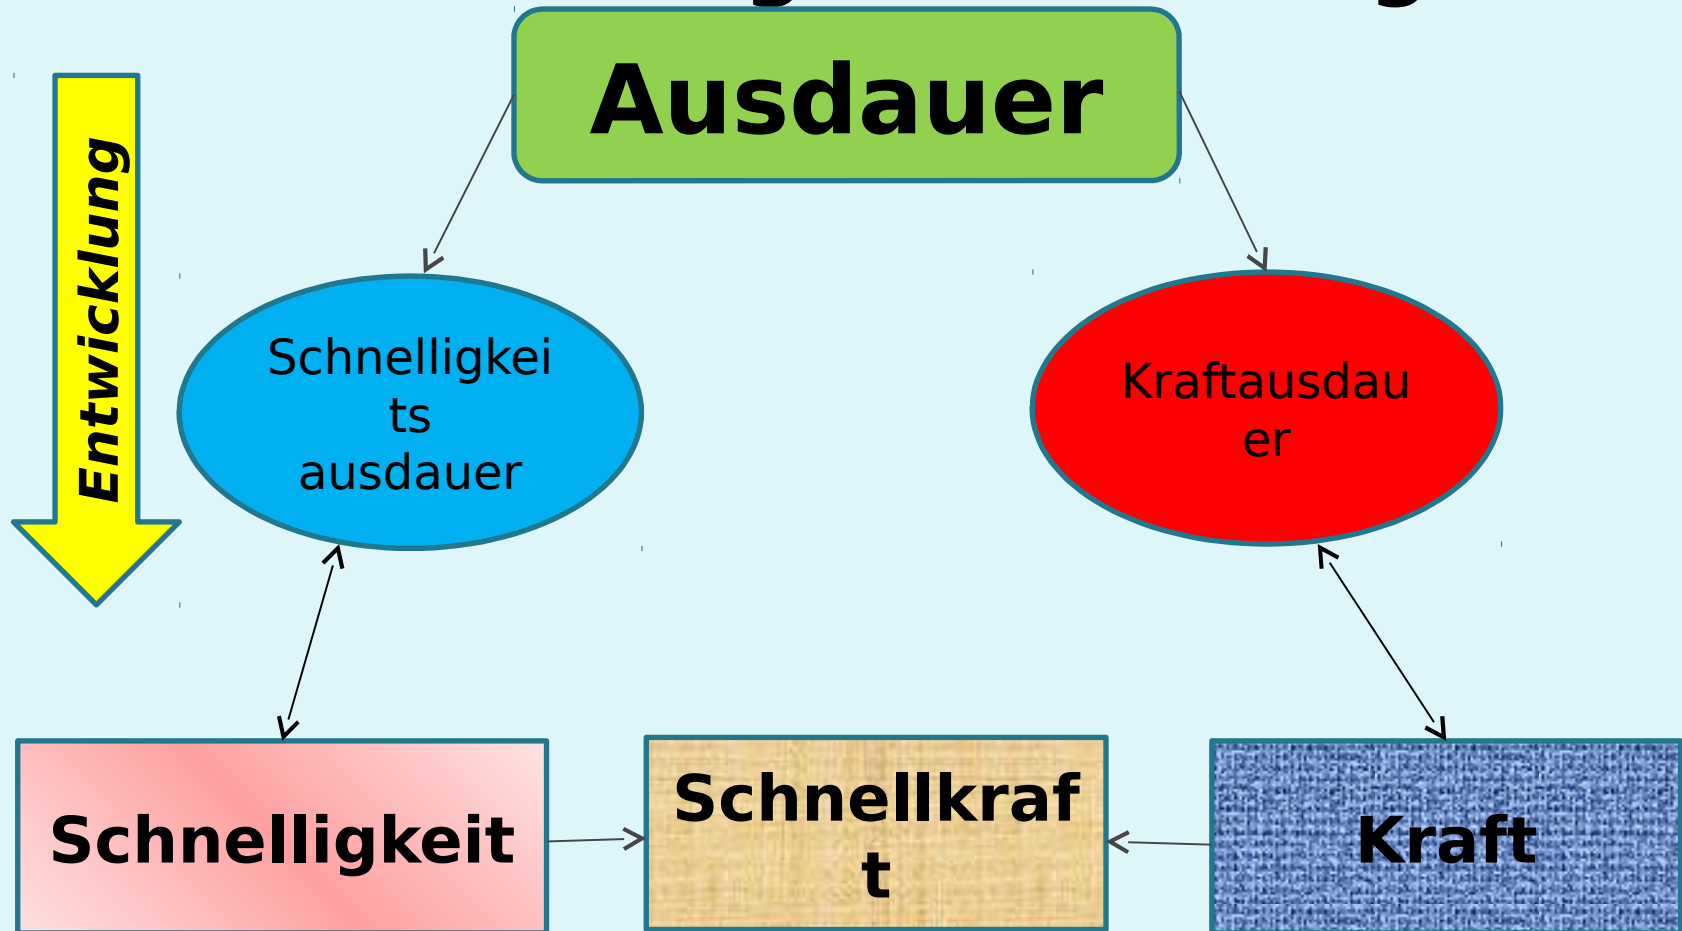 Ausdauer
Entwicklung
Schnelligkei
ts
ausdauer
Kraftausdau
er
Schnelligkeit
Schnellkraf
t
Kraft